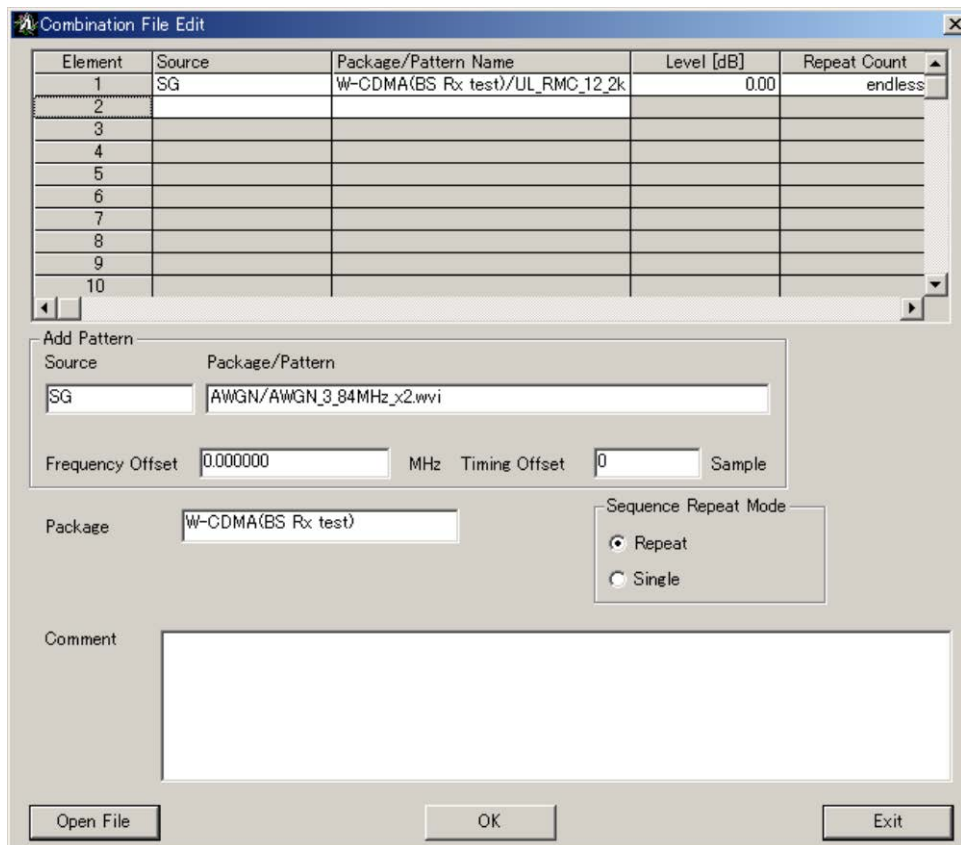 Combination File Edit
Element Source Package/Pattern Name Level [dB] Repeat Count
1 SG W-CDMA(BS Rx test)/UL_RMC_12_2k 0.00 endless
2
3
4
5
6
7
8
9
10
Add Pattern
Source Package/Pattern
SG AWGN/AWGN_3_84MHz_x2.wvi
Frequency Offset 0.000000 MHz Timing Offset 0 Sample
Package W-CDMA(BS Rx test)
Sequence Repeat Mode
Repeat
Single
Comment
Open File OK Exit